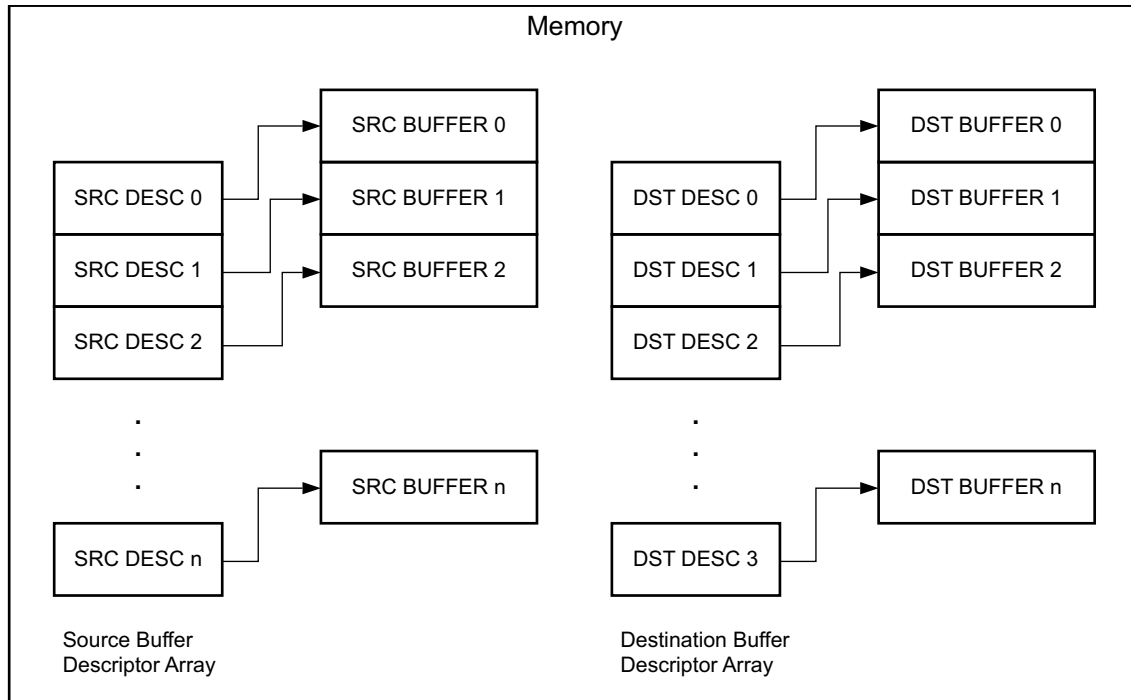 Memory
SRC BUFFER 0
SRC BUFFER 1
SRC BUFFER 2
SRC DESC 0
SRC DESC 1
SRC DESC 2
.
.
.
SRC BUFFER n
SRC DESC n
Source Buffer
Descriptor Array
DST BUFFER 0
DST BUFFER 1
DST BUFFER 2
DST DESC 0
DST DESC 1
DST DESC 2
.
.
.
DST BUFFER n
DST DESC 3
Destination Buffer
Descriptor Array